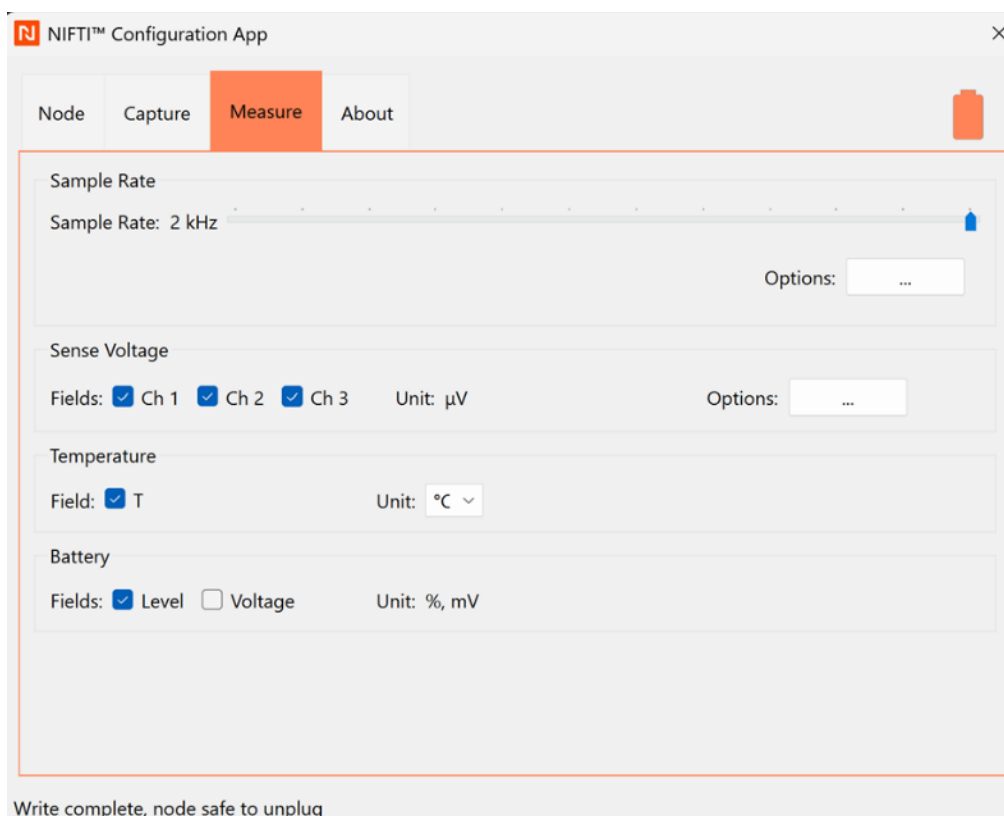 NIFTI™ Configuration App
Node Capture Measure About
Sample Rate
Sample Rate: 2 kHz
Options: ...
Sense Voltage
Fields: Ch 1 Ch 2 Ch 3 Unit: µV Options: ...
Temperature
Field: T Unit: °C
Battery
Fields: Level Voltage Unit: %, mV
Write complete, node safe to unplug